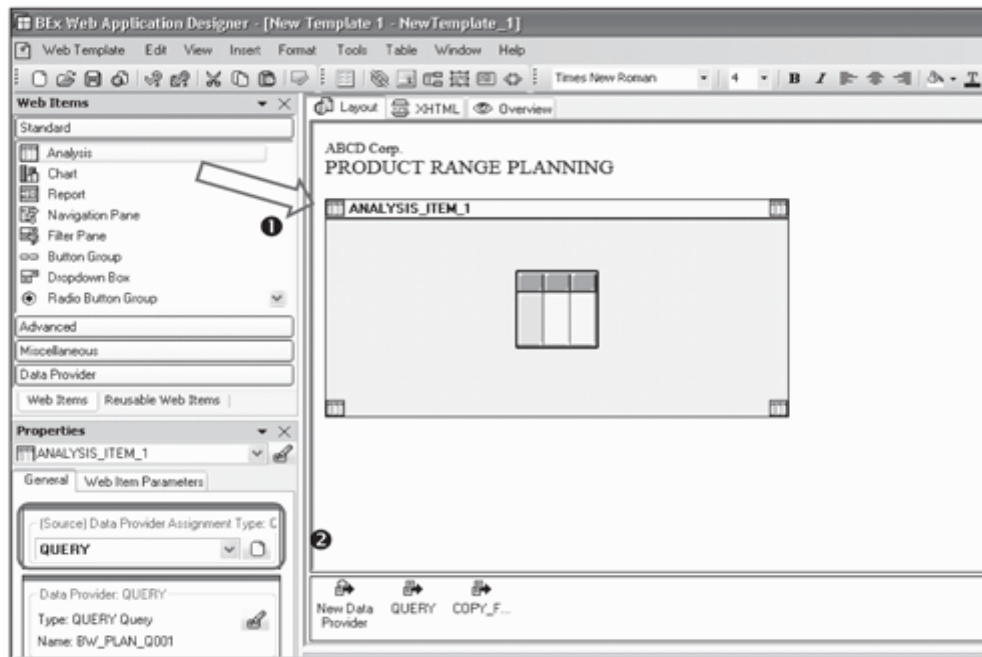 BEx Web Application Designer - [New Template 1 - NewTemplate_1]
Web Template Edit View Insert Format Tools Table Window Help
Times New Roman 4 B I T
Web Items
Standard
Analysis
Chart
Report
Navigation Pane
Filter Pane
Button Group
Dropdown Box
Radio Button Group
Advanced
Miscellaneous
Data Provider
Web Items Reusable Web Items
Properties
ANALYSIS_ITEM_1
General Web Item Parameters
(Source) Data Provider Assignment Type: C
QUERY
Data Provider: QUERY
Type: QUERY Query
Name: BW_PLAN_Q001
Layout XHTML Overview
ABCD Corp.
PRODUCT RANGE PLANNING
❶
ANALYSIS_ITEM_1
❷
New Data Provider
QUERY
COPY_F...